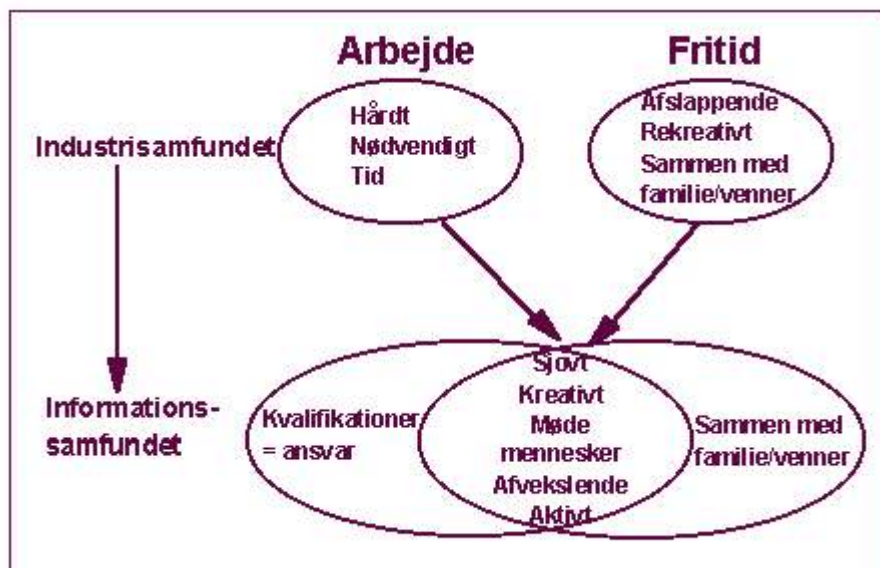 Arbejde
Fritid
Industrisamfundet
Hårdt
Nødvendigt
Tid
Afslappende
Rekreativt
Sammen med
familie/venner
Informations-
samfundet
Kvalifikationer
= ansvar
Sjovt
Kreativt
Møde
mennesker
Afvekslende
Aktivt
Sammen med
familie/venner